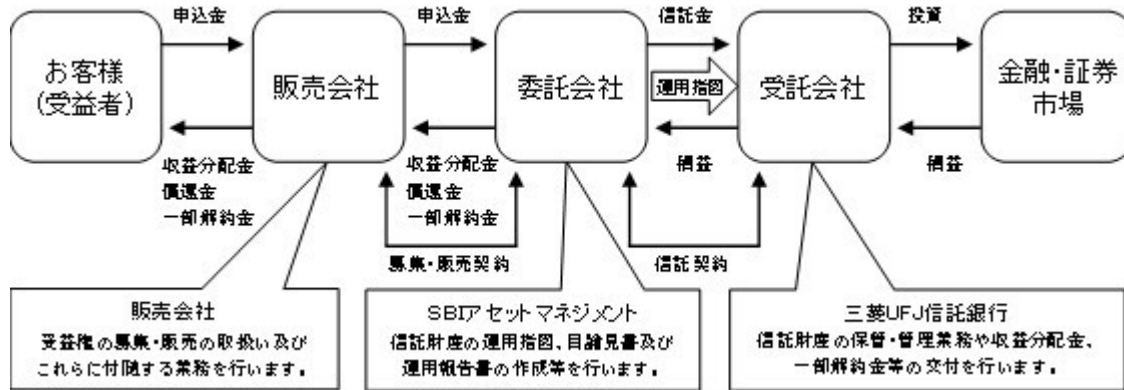 申込金
申込金
信託金
投資
お客様
(受益者)
販売会社
委託会社
運用指図
受託会社
金融・証券
市場
収益分配金
償還金
一部解約金
収益分配金
償還金
一部解約金
損益
損益
募集・販売契約
信託契約
販売会社
受益権の募集・販売の取扱い及び
これらに付随する業務を行います。
SBIアセットマネジメント
信託財産の運用指図、目論見書及び
運用報告書の作成等を行います。
三菱UFJ信託銀行
信託財産の保管・管理業務や収益分配金、
一部解約金等の交付を行います。